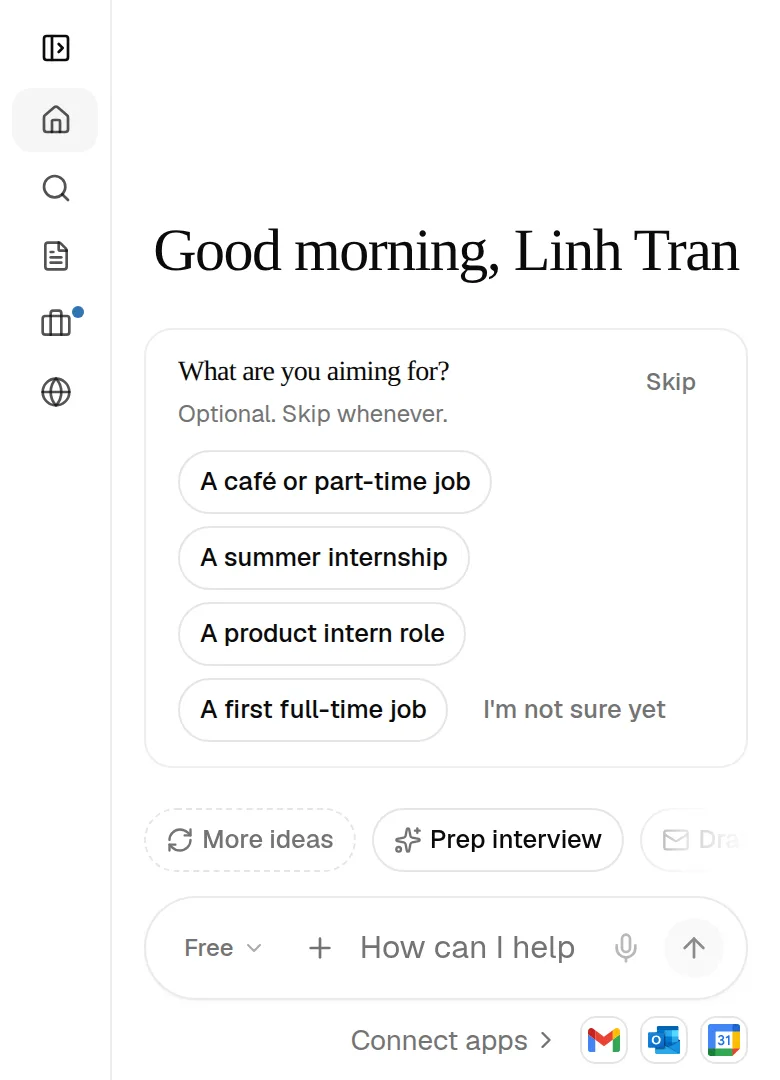 Good morning, Linh Tran
What are you aiming for?
Skip
Optional. Skip whenever.
A café or part-time job
A summer internship
A product intern role
A first full-time job
I'm not sure yet
More ideas
Prep interview
Free
How can I help
Connect apps
31